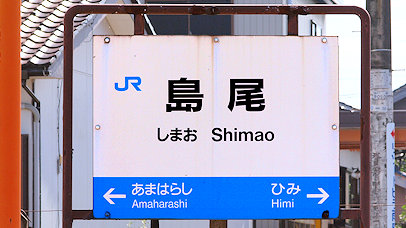 JR 島尾
しまお Shimao
← あまはらし ひみ →
Amaharashi Himi